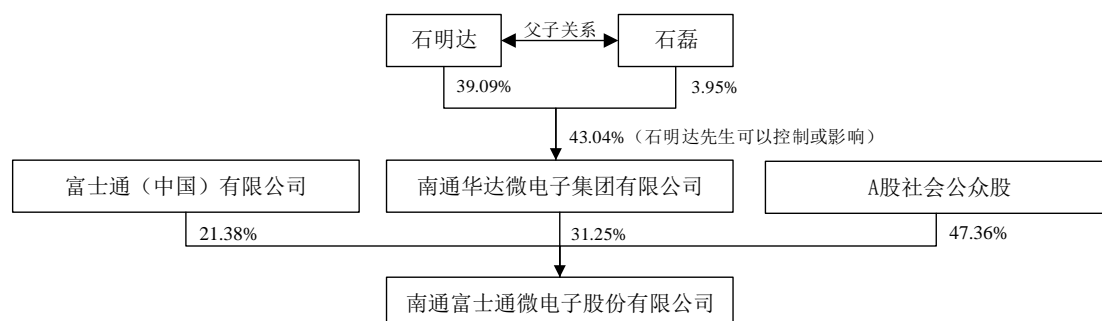 石明达
父子关系
石磊
39.09%
3.95%
43.04%（石明达先生可以控制或影响）
富士通（中国）有限公司
南通华达微电子集团有限公司
A股社会公众股
21.38%
31.25%
47.36%
南通富士通微电子股份有限公司